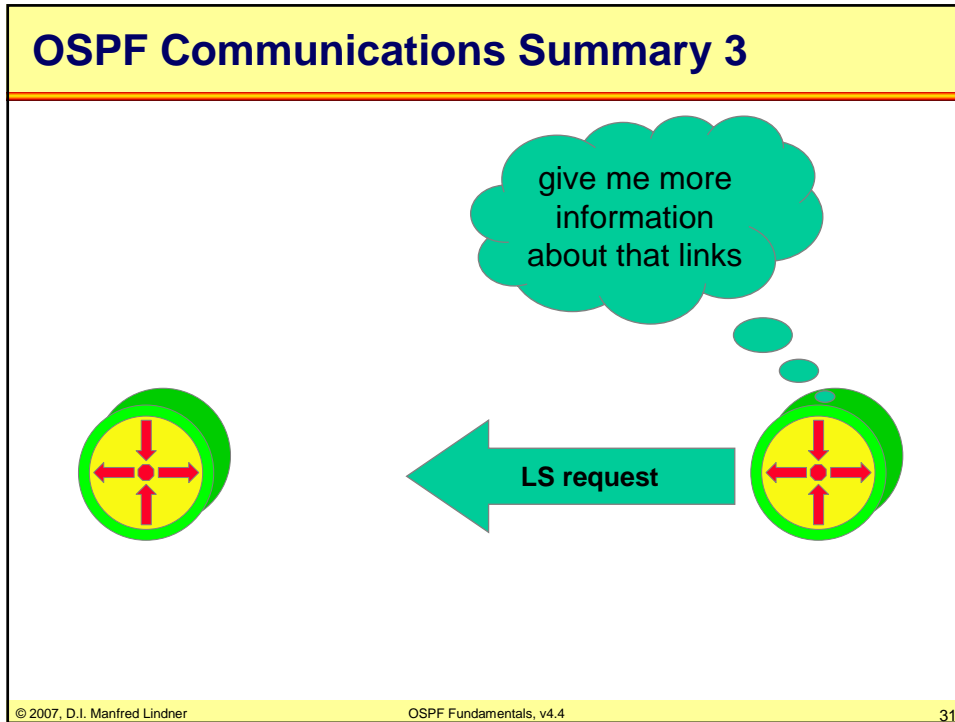 OSPF Communications Summary 3
give me more
information
about that links
LS request
© 2007, D.I. Manfred Lindner
OSPF Fundamentals, v4.4
31